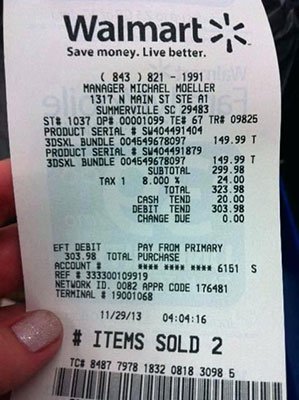 Walmart
Save money. Live better.
( 843 ) 821 - 1991
MANAGER MICHAEL MOELLER
1317 N MAIN ST STE A1
SUMMERVILLE SC 29483
ST# 1037 OP# 00001099 TE# 67 TR# 09825
PRODUCT SERIAL # SW404491404
3DSXL BUNDLE 004549678097 149.99 T
PRODUCT SERIAL # SW404491879
3DSXL BUNDLE 004549678097 149.99 T
SUBTOTAL 299.98
TAX 1 8.000 % 24.00
TOTAL 323.98
CASH TEND 20.00
DEBIT TEND 303.98
CHANGE DUE 0.00
EFT DEBIT PAY FROM PRIMARY
303.98 TOTAL PURCHASE
ACCOUNT # **** **** **** 6151 S
REF # 333300109919
NETWORK ID. 0082 APPR CODE 176481
TERMINAL # 19001068
11/29/13 04:04:16
# ITEMS SOLD 2
TC# 8487 7978 1832 0818 3098 5